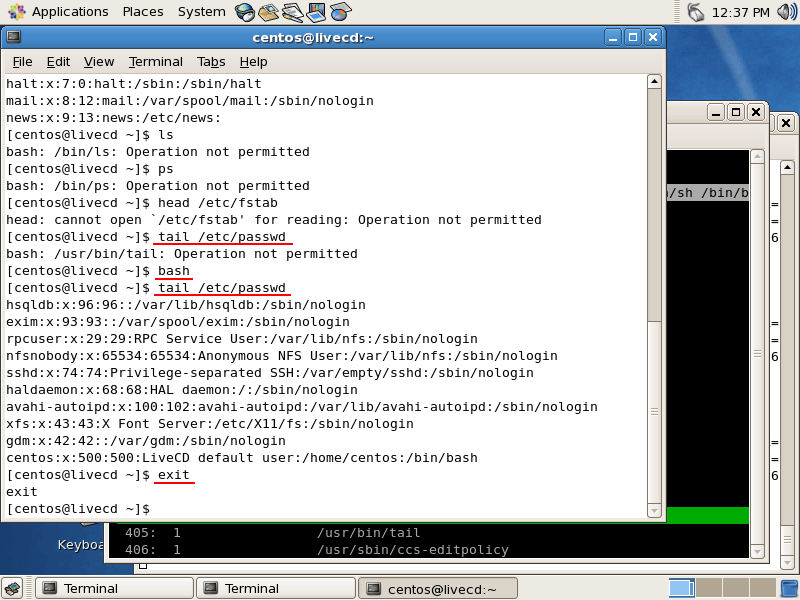 Applications Places System 12:37 PM
centos@livecd:~
File Edit View Terminal Tabs Help
halt:x:7:0:halt:/sbin:/sbin/halt
mail:x:8:12:mail:/var/spool/mail:/sbin/nologin
news:x:9:13:news:/etc/news:
[centos@livecd ~]$ ls
bash: /bin/ls: Operation not permitted
[centos@livecd ~]$ ps
bash: /bin/ps: Operation not permitted
[centos@livecd ~]$ head /etc/fstab
head: cannot open `/etc/fstab' for reading: Operation not permitted
[centos@livecd ~]$ tail /etc/passwd
bash: /usr/bin/tail: Operation not permitted
[centos@livecd ~]$ bash
[centos@livecd ~]$ tail /etc/passwd
hsqldb:x:96:96::/var/lib/hsqldb:/sbin/nologin
exim:x:93:93::/var/spool/exim:/sbin/nologin
rpcuser:x:29:29:RPC Service User:/var/lib/nfs:/sbin/nologin
nfsnobody:x:65534:65534:Anonymous NFS User:/var/lib/nfs:/sbin/nologin
sshd:x:74:74:Privilege-separated SSH:/var/empty/sshd:/sbin/nologin
haldaemon:x:68:68:HAL daemon:/:/sbin/nologin
avahi-autoipd:x:100:102:avahi-autoipd:/var/lib/avahi-autoipd:/sbin/nologin
xfs:x:43:43:X Font Server:/etc/X11/fs:/sbin/nologin
gdm:x:42:42::/var/gdm:/sbin/nologin
centos:x:500:500:LiveCD default user:/home/centos:/bin/bash
[centos@livecd ~]$ exit
exit
[centos@livecd ~]$
/sh /bin/b
=
=
6
=
=
6
=
=
6
405: 1 /usr/bin/tail
406: 1 /usr/sbin/ccs-editpolicy
Keyboa
Terminal Terminal centos@livecd:~